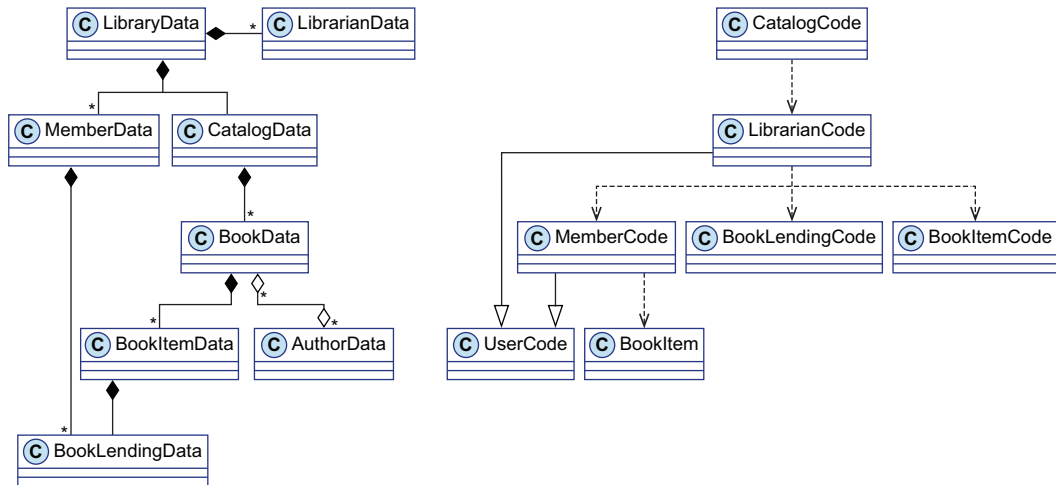 C LibraryData
*
C LibrarianData
C CatalogCode
*
C MemberData
C CatalogData
C LibrarianCode
*
C BookData
C MemberCode
C BookLendingCode
C BookItemCode
*
*
*
C BookItemData
C AuthorData
C UserCode
C BookItem
*
C BookLendingData